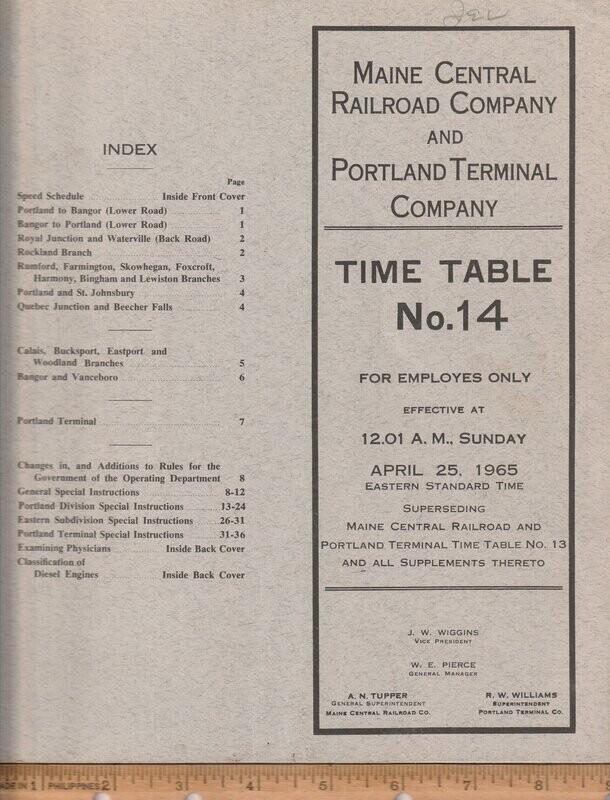 INDEX
Page
Speed Schedule Inside Front Cover
Portland to Bangor (Lower Road) 1
Bangor to Portland (Lower Road) 1
Royal Junction and Waterville (Back Road) 2
Rockland Branch 2
Rumford, Farmington, Skowhegan, Foxcroft,
Harmony, Bingham and Lewiston Branches 3
Portland and St. Johnsbury 4
Quebec Junction and Beecher Falls 4
Calais, Bucksport, Eastport and
Woodland Branches 5
Bangor and Vanceboro 6
Portland Terminal 7
Changes in, and Additions to Rules for the
Government of the Operating Department 8
General Special Instructions 8-12
Portland Division Special Instructions 13-24
Eastern Subdivision Special Instructions 26-31
Portland Terminal Special Instructions 31-36
Examining Physicians Inside Back Cover
Classification of
Diesel Engines Inside Back Cover
MAINE CENTRAL
RAILROAD COMPANY
AND
PORTLAND TERMINAL
COMPANY
TIME TABLE
No.14
FOR EMPLOYES ONLY
EFFECTIVE AT
12.01 A. M., SUNDAY
APRIL 25, 1965
EASTERN STANDARD TIME
SUPERSEDING
MAINE CENTRAL RAILROAD AND
PORTLAND TERMINAL TIME TABLE NO. 13
AND ALL SUPPLEMENTS THERETO
J. W. WIGGINS
VICE PRESIDENT
W. E. PIERCE
GENERAL MANAGER
A. N. TUPPER
GENERAL SUPERINTENDENT
MAINE CENTRAL RAILROAD CO.
R. W. WILLIAMS
SUPERINTENDENT
PORTLAND TERMINAL CO.
1 PHILIPPINES 2 3 4 5 6 7 8